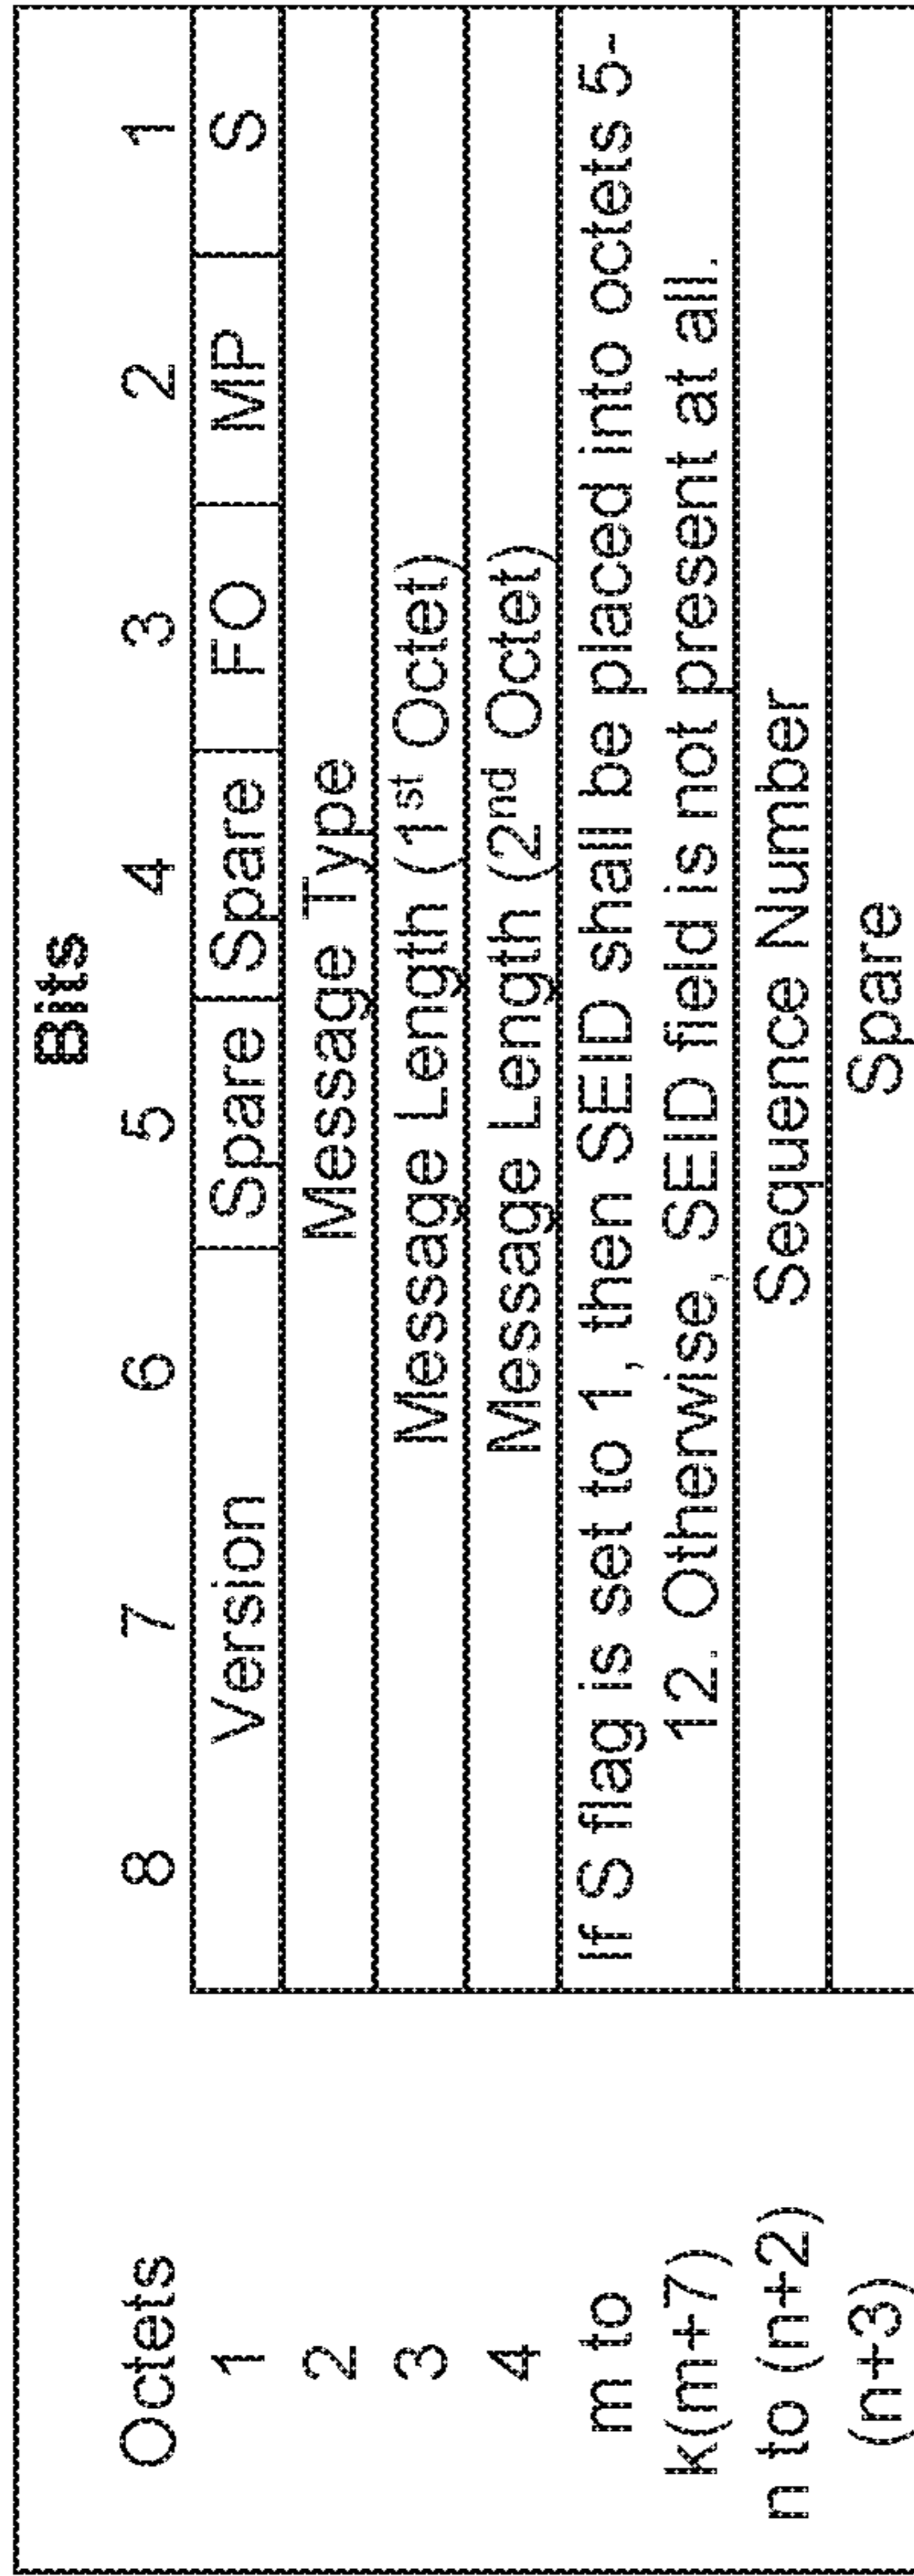 Bits
Octets 8 7 6 5 4 3 2 1
1 Version Spare Spare FO MP S
2 Message Type
3 Message Length (1st Octet)
4 Message Length (2nd Octet)
m to If S flag is set to 1, then SEID shall be placed into octets 5-
k(m+7) 12. Otherwise, SEID field is not present at all.
n to (n+2) Sequence Number
(n+3) Spare